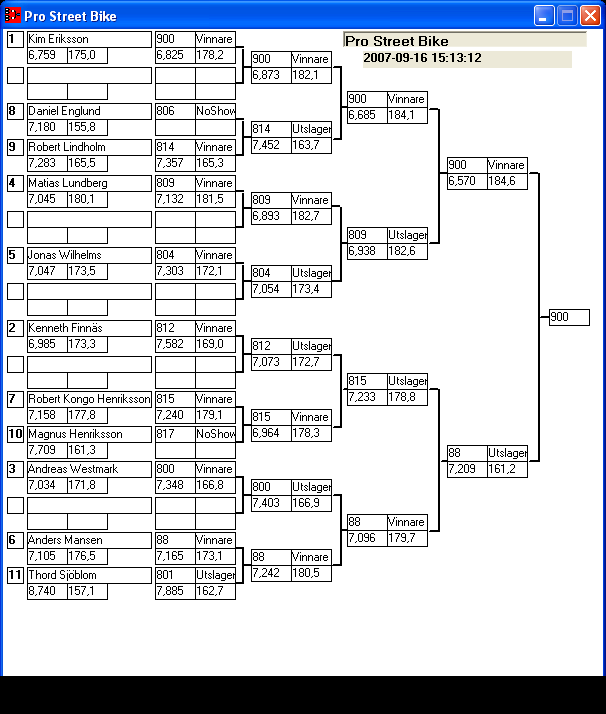 Pro Street Bike
Pro Street Bike
2007-09-16 15:13:12
1 Kim Eriksson 900 Vinnare
6,759 175,0 6,825 178,2
900 Vinnare
6,873 182,1
8 Daniel Englund 806 NoShow
7,180 155,8
814 Utslager
7,452 163,7
9 Robert Lindholm 814 Vinnare
7,283 165,5 7,357 165,3
900 Vinnare
6,685 184,1
4 Matias Lundberg 809 Vinnare
7,045 180,1 7,132 181,5
809 Vinnare
6,893 182,7
5 Jonas Wilhelms 804 Vinnare
7,047 173,5 7,303 172,1
804 Utslager
7,054 173,4
809 Utslager
6,938 182,6
900 Vinnare
6,570 184,6
2 Kenneth Finnäs 812 Vinnare
6,985 173,3 7,582 169,0
812 Utslager
7,073 172,7
7 Robert Kongo Henriksson 815 Vinnare
7,158 177,8 7,240 179,1
815 Vinnare
6,964 178,3
10 Magnus Henriksson 817 NoShow
7,709 161,3
815 Utslager
7,233 178,8
3 Andreas Westmark 800 Vinnare
7,034 171,8 7,348 166,8
800 Utslager
7,403 166,9
6 Anders Mansen 88 Vinnare
7,105 176,5 7,165 173,1
88 Vinnare
7,242 180,5
11 Thord Sjöblom 801 Utslager
8,740 157,1 7,885 162,7
88 Vinnare
7,096 179,7
88 Utslager
7,209 161,2
900